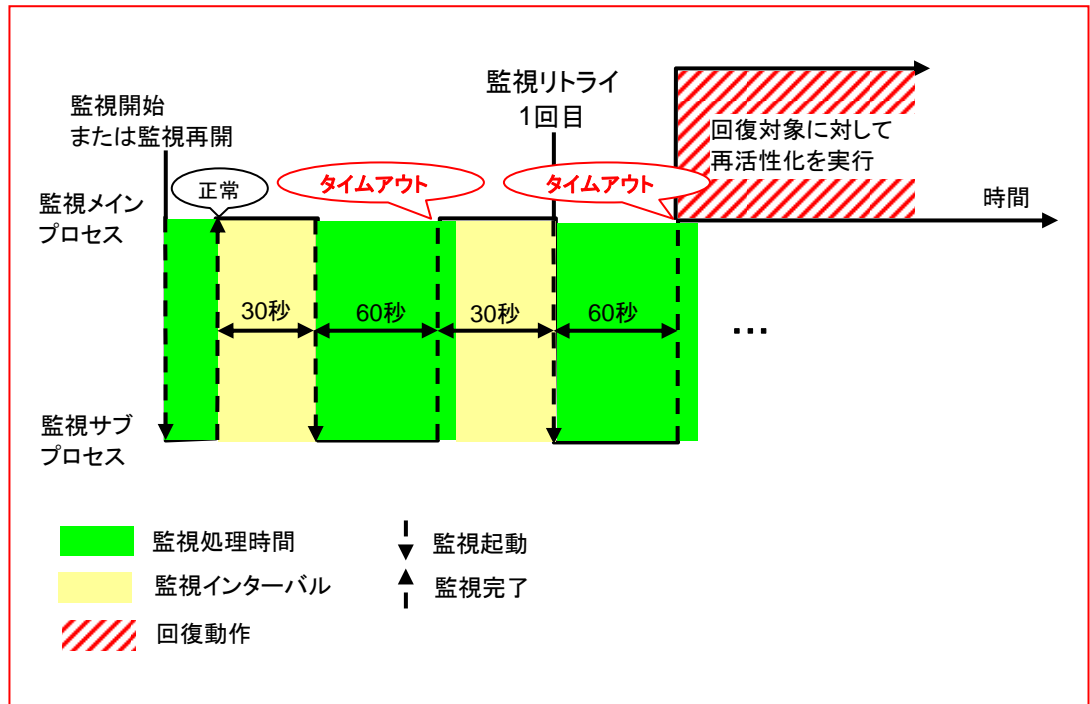 監視リトライ
1回目
監視開始
または監視再開
回復対象に対して
再活性化を実行
正常
タイムアウト
タイムアウト
時間
監視メイン
プロセス
30秒
60秒
30秒
60秒
...
監視サブ
プロセス
監視処理時間
監視起動
監視インターバル
監視完了
回復動作